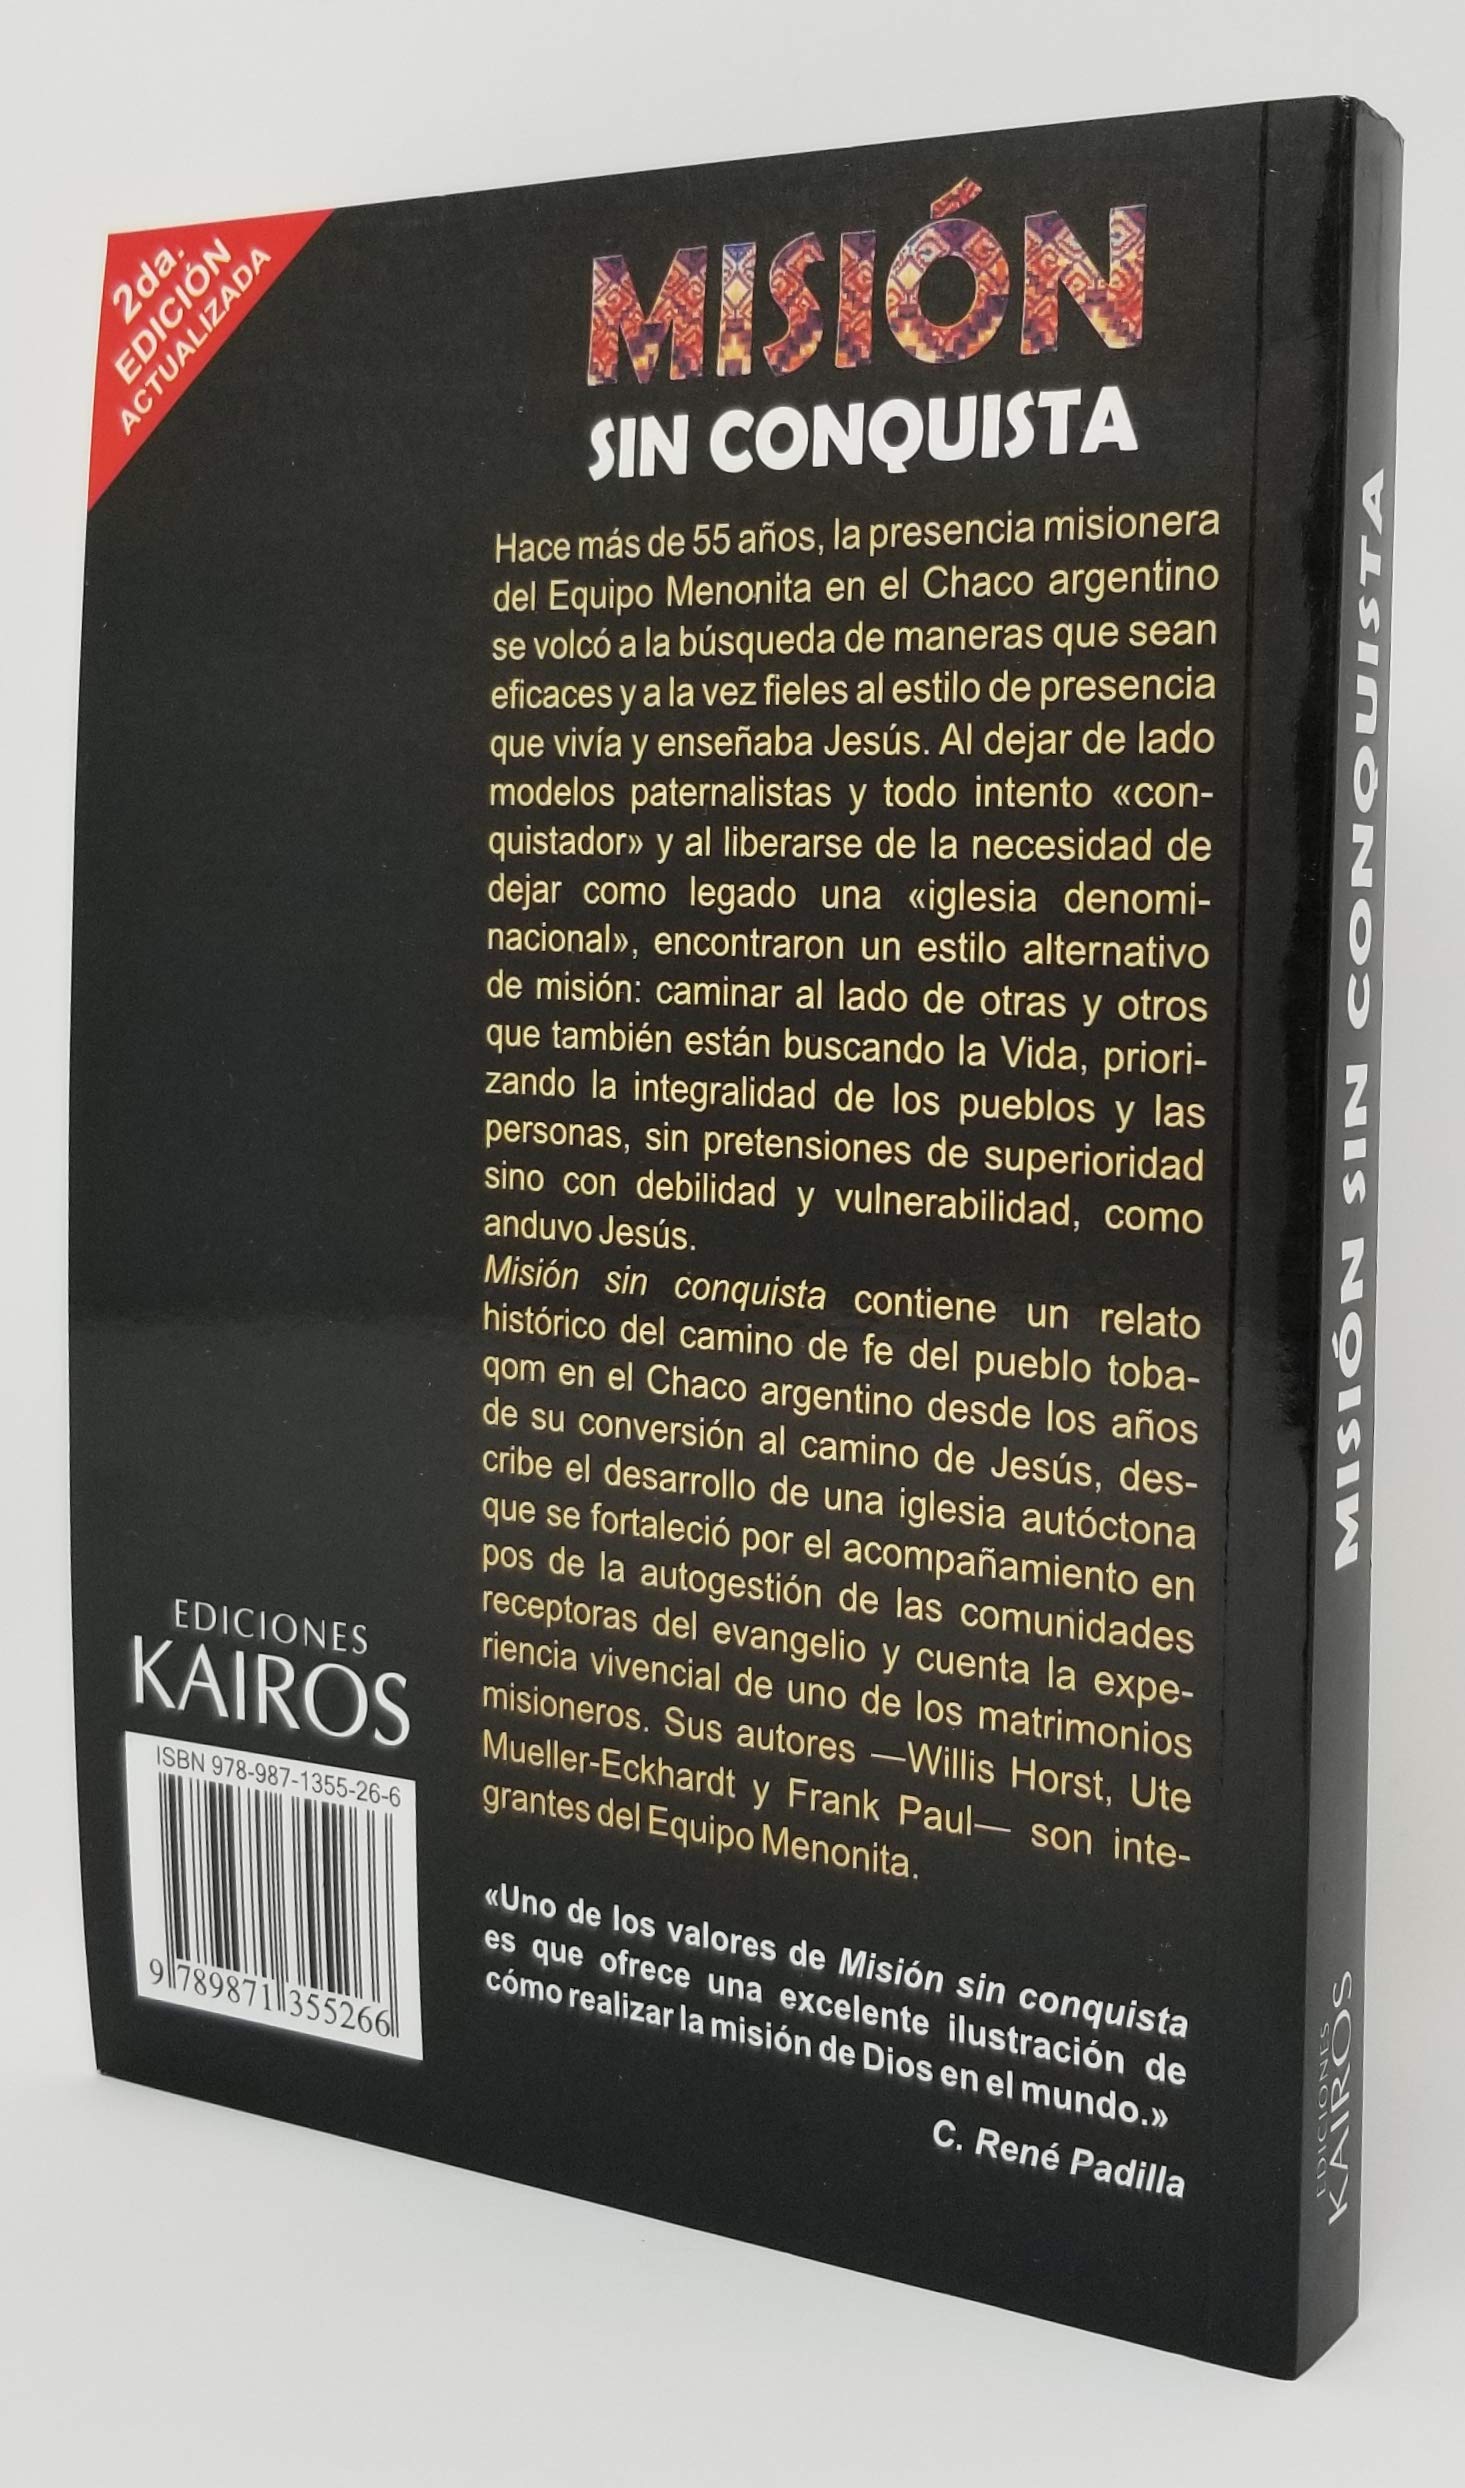 2da.
EDICIÓN
ACTUALIZADA
MISIÓN
SIN CONQUISTA
Hace más de 55 años, la presencia misionera
del Equipo Menonita en el Chaco argentino
se volcó a la búsqueda de maneras que sean
eficaces y a la vez fieles al estilo de presencia
que vivía y enseñaba Jesús. Al dejar de lado
modelos paternalistas y todo intento «con-
quistador» y al liberarse de la necesidad de
dejar como legado una «iglesia denomi-
nacional», encontraron un estilo alternativo
de misión: caminar al lado de otras y otros
que también están buscando la Vida, priori-
zando la integralidad de los pueblos y las
personas, sin pretensiones de superioridad
sino con debilidad y vulnerabilidad, como
anduvo Jesús.
Misión sin conquista contiene un relato
histórico del camino de fe del pueblo toba-
qom en el Chaco argentino desde los años
de su conversión al camino de Jesús, des-
cribe el desarrollo de una iglesia autóctona
que se fortaleció por el acompañamiento en
pos de la autogestión de las comunidades
receptoras del evangelio y cuenta la expe-
riencia vivencial de uno de los matrimonios
misioneros. Sus autores —Willis Horst, Ute
Mueller-Eckhardt y Frank Paul— son inte-
grantes del Equipo Menonita.
«Uno de los valores de Misión sin conquista
es que ofrece una excelente ilustración de
cómo realizar la misión de Dios en el mundo.»
C. René Padilla
EDICIONES
KAIROS
ISBN 978-987-1355-26-6
9 789871 355266
MISIÓN SIN CONQUISTA
EDICIONES
KAIROS